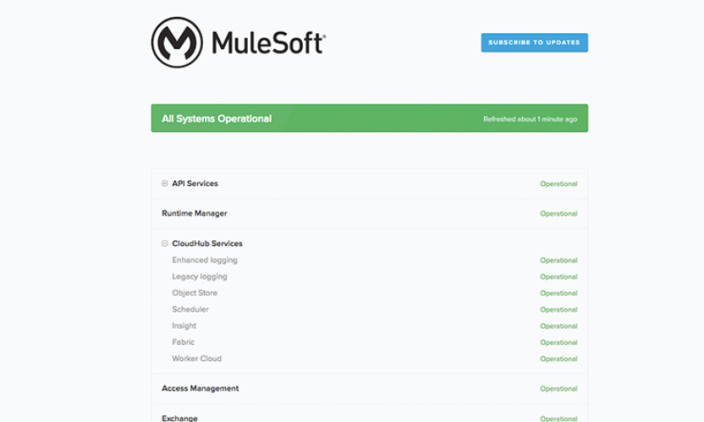 MuleSoft®
SUBSCRIBE TO UPDATES
All Systems Operational Refreshed about 1 minute ago
API Services Operational
Runtime Manager Operational
CloudHub Services
Enhanced logging Operational
Legacy logging Operational
Object Store Operational
Scheduler Operational
Insight Operational
Fabric Operational
Worker Cloud Operational
Access Management Operational
Exchange Operational